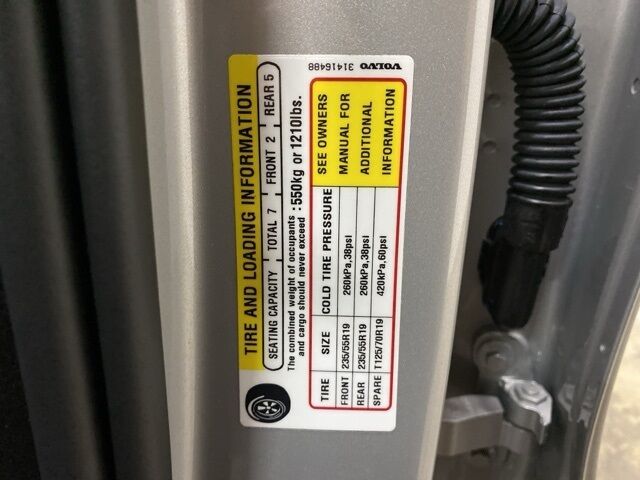 TIRE AND LOADING INFORMATION
SEATING CAPACITY TOTAL 7 FRONT 2 REAR 5
The combined weight of occupants
and cargo should never exceed : 550kg or 1210lbs.
TIRE SIZE COLD TIRE PRESSURE SEE OWNERS
FRONT 235/55R19 260kPa,38psi MANUAL FOR
REAR 235/55R19 260kPa,38psi ADDITIONAL
SPARE T125/70R19 420kPa,60psi INFORMATION
VOLVO 31416488